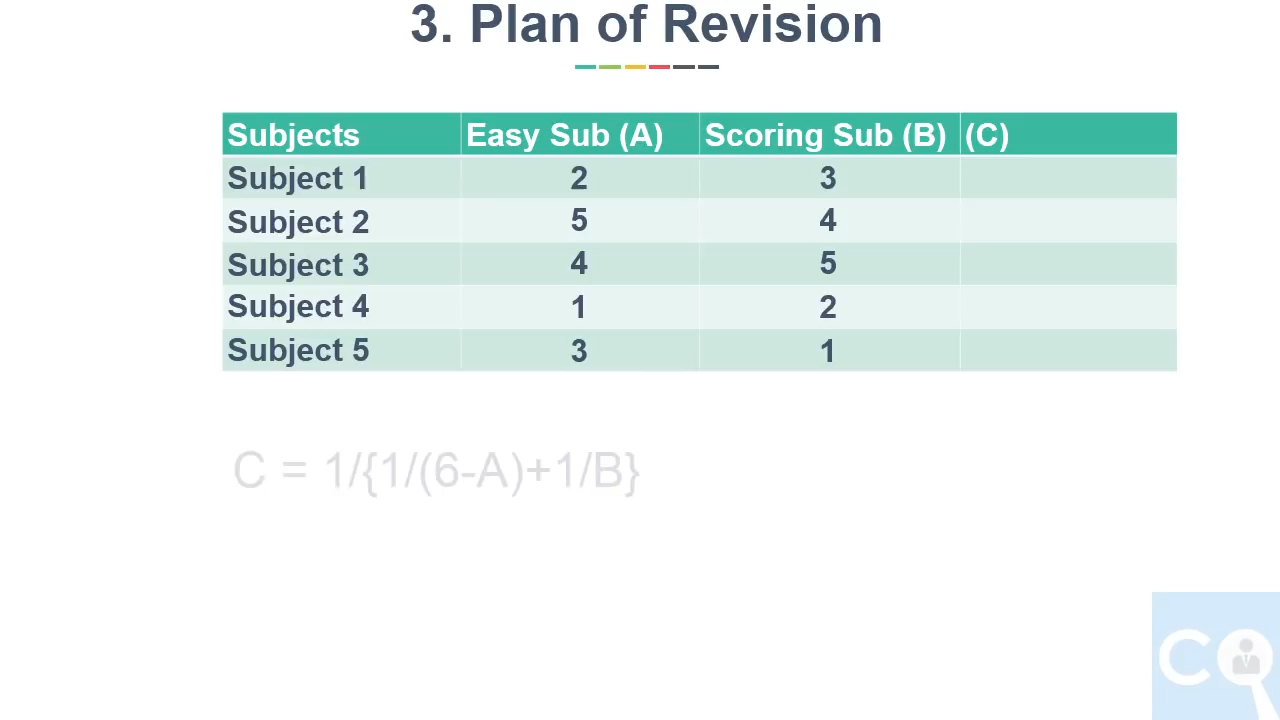 3. Plan of Revision
Subjects Easy Sub (A) Scoring Sub (B) (C)
Subject 1 2 3
Subject 2 5 4
Subject 3 4 5
Subject 4 1 2
Subject 5 3 1
C = 1/{1/(6-A)+1/B}
C